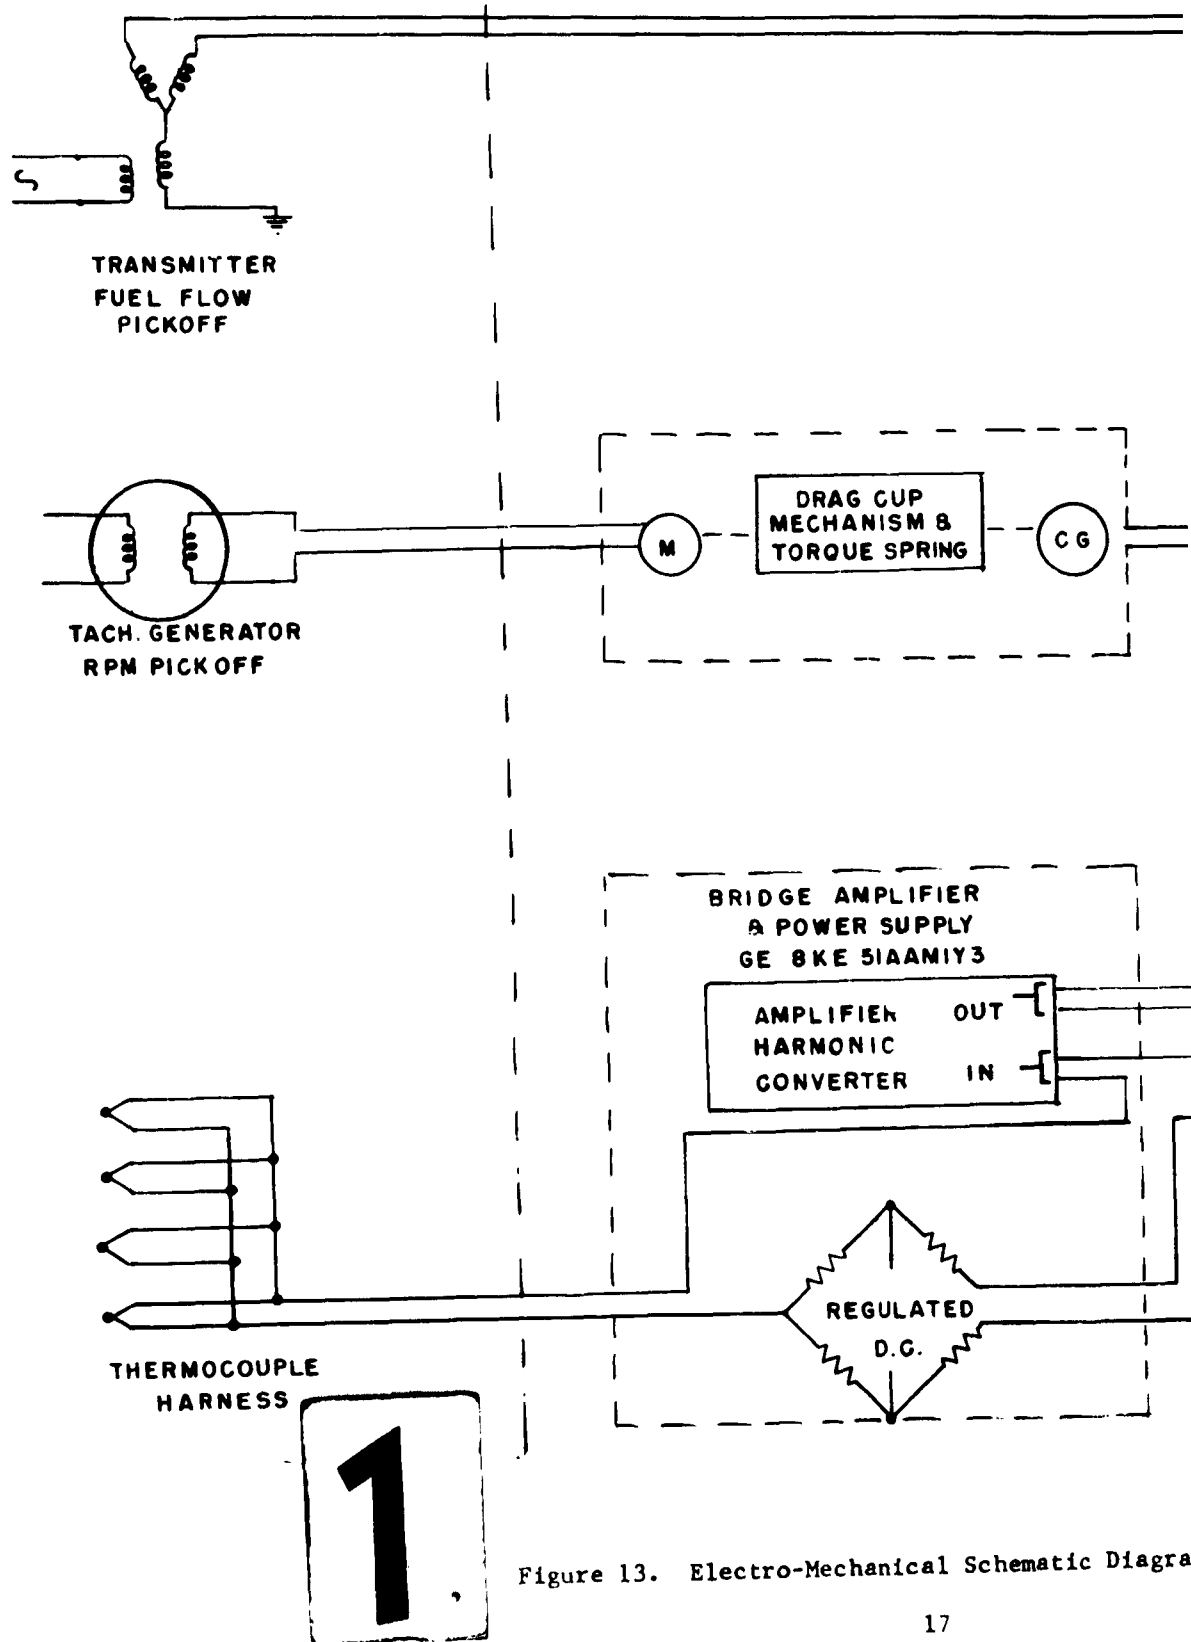 TRANSMITTER
FUEL FLOW
PICKOFF
DRAG CUP
MECHANISM &
TORQUE SPRING
M
CG
TACH. GENERATOR
RPM PICKOFF
BRIDGE AMPLIFIER
& POWER SUPPLY
GE 8KE 51AAM1Y3
AMPLIFIER OUT
HARMONIC
CONVERTER IN
REGULATED
D.C.
THERMOCOUPLE
HARNESS
1
Figure 13. Electro-Mechanical Schematic Diagra
17